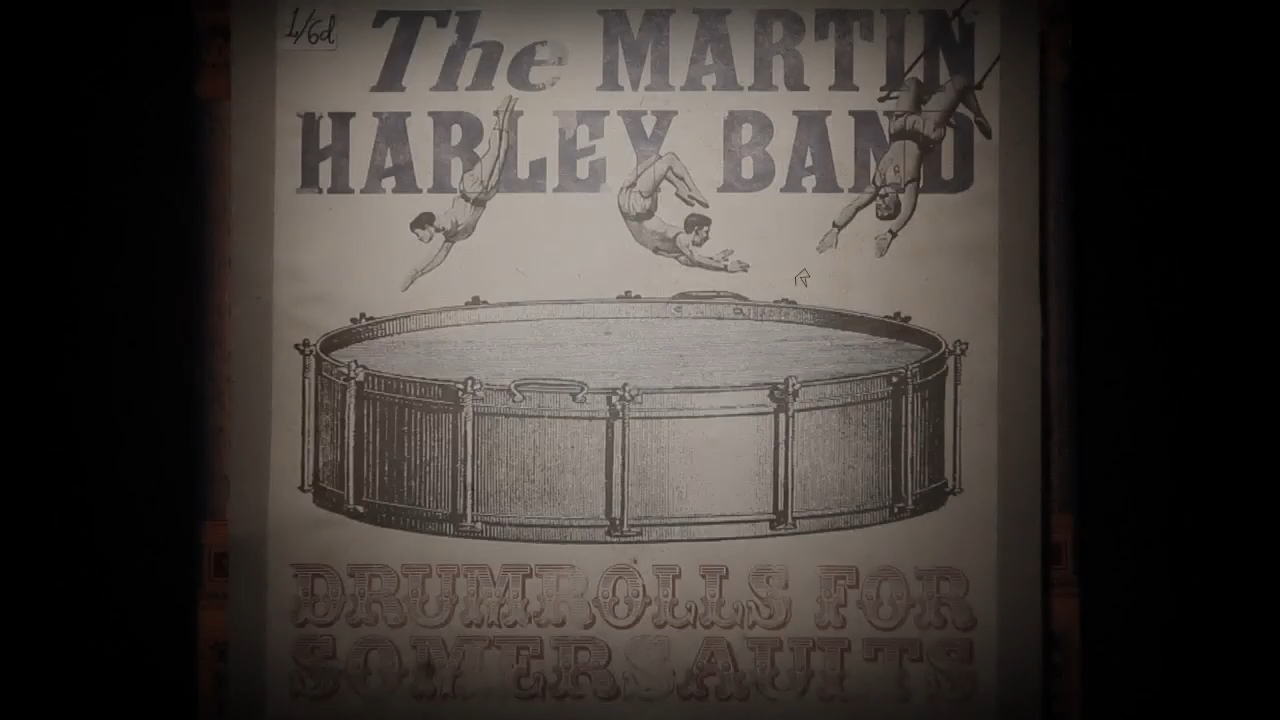 1/6d
The MARTIN
HARLEY BAND
DRUMROLLS FOR
SOMERSAULTS